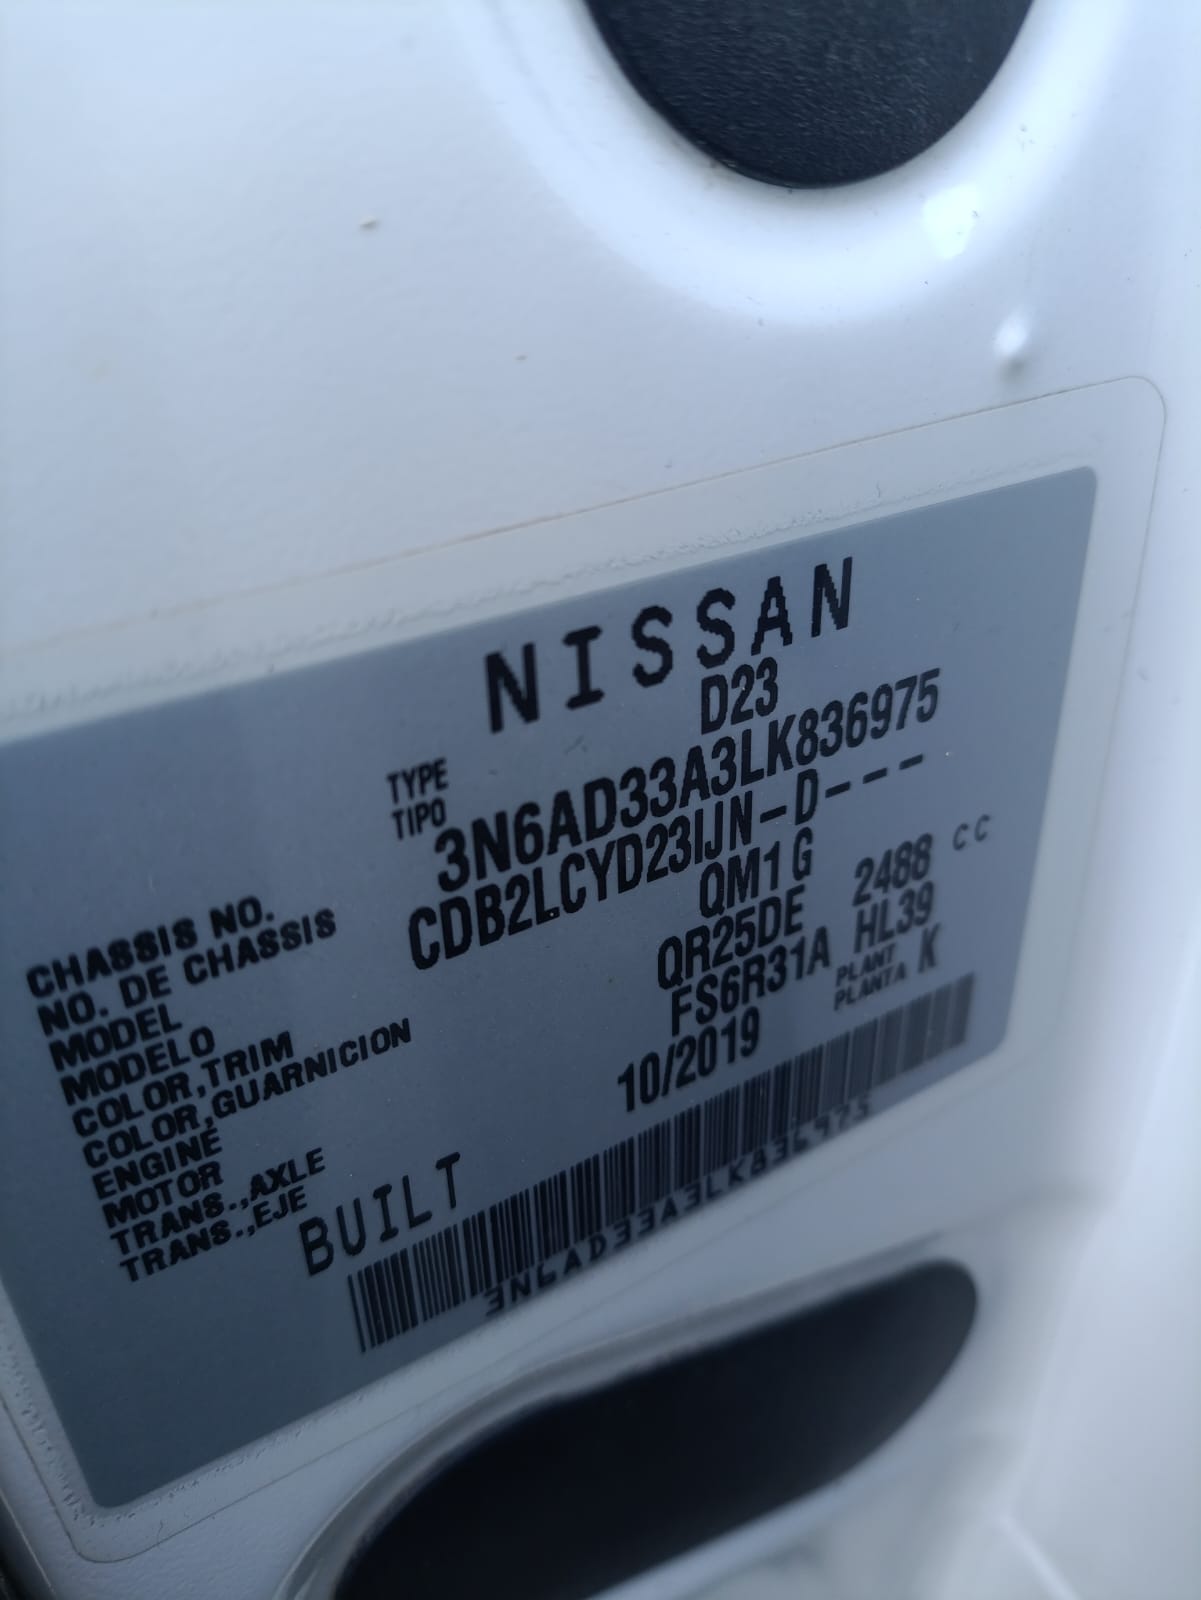 NISSAN
TYPE
TIPO D23
CHASSIS NO.
NO. DE CHASSIS 3N6AD33A3LK836975
MODEL
MODELO CDB2LCYD23IJN-D----
COLOR,TRIM
COLOR,GUARNICION QM1 G
ENGINE
MOTOR QR25DE 2488 CC
TRANS.,AXLE
TRANS.,EJE FS6R31A HL39
BUILT 10/2019 PLANT
PLANTA K
3N6AD33A3LK836975